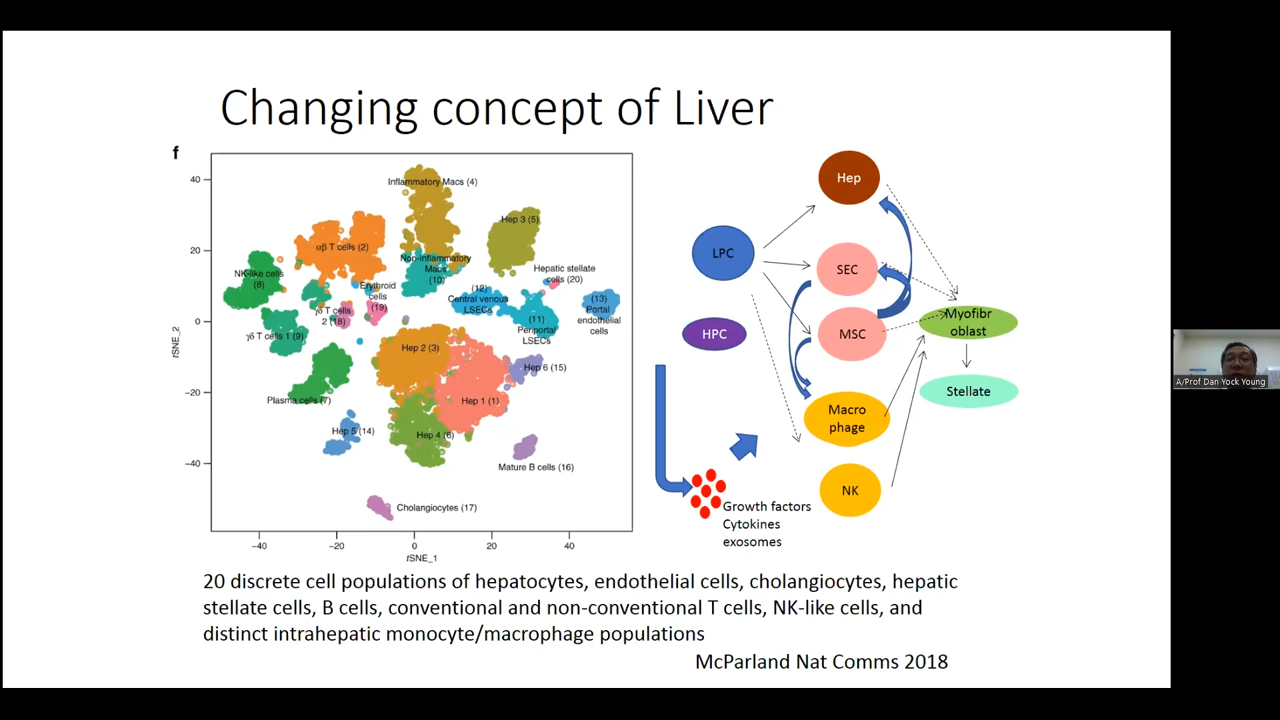 Changing concept of Liver
f
40
20
0
−20
−40
−40
−20
0
20
40
tSNE_1
tSNE_2
Inflammatory Macs (4)
Hep 3 (5)
αβ T cells (2)
Non-inflammatory
Macs
(10)
Hepatic stellate
cells (20)
NK-like cells
(8)
Erythroid
cells
(19)
(12)
Central venous
LSECs
(13)
Portal
endothelial
cells
γδ T cells
2 (18)
(11)
Periportal
LSECs
γδ T cells 1 (9)
Hep 2 (3)
Hep 6 (15)
Plasma cells (7)
Hep 1 (1)
Hep 5 (14)
Hep 4 (6)
Mature B cells (16)
Cholangiocytes (17)
Hep
LPC
SEC
HPC
MSC
Myofibr
oblast
Stellate
Macro
phage
NK
Growth factors
Cytokines
exosomes
20 discrete cell populations of hepatocytes, endothelial cells, cholangiocytes, hepatic
stellate cells, B cells, conventional and non-conventional T cells, NK-like cells, and
distinct intrahepatic monocyte/macrophage populations
McParland Nat Comms 2018
A/Prof Dan Yock Young